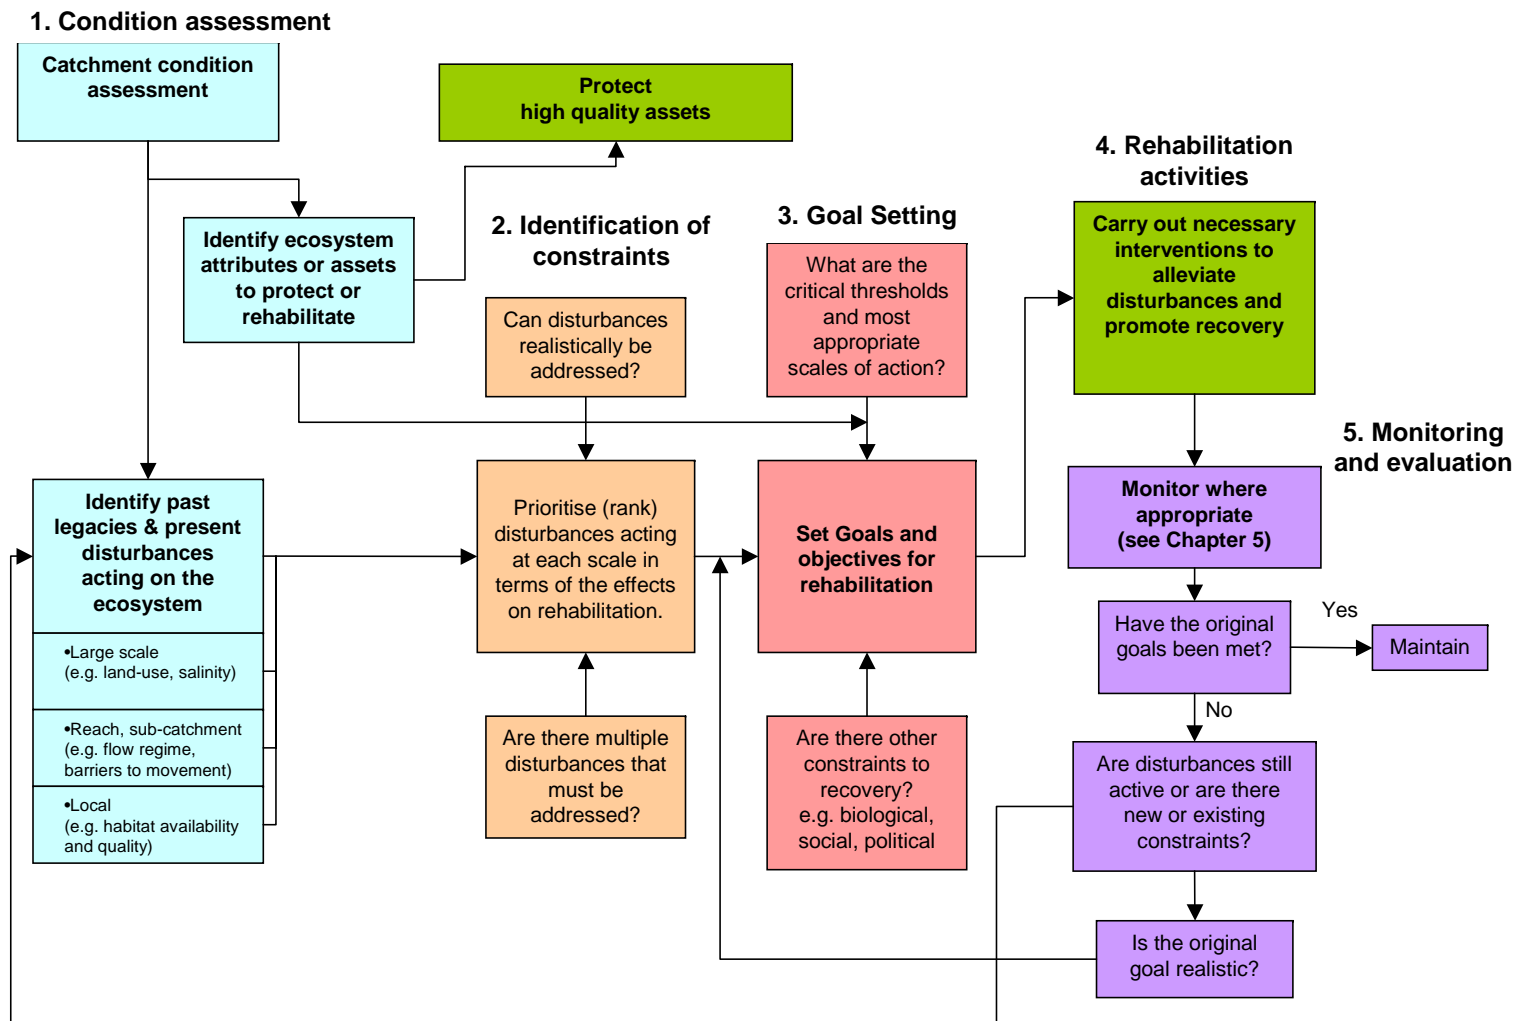 1. Condition assessment
Catchment condition
assessment
Protect
high quality assets
Identify ecosystem
attributes or assets
to protect or
rehabilitate
2. Identification of
constraints
Can disturbances
realistically be
addressed?
3. Goal Setting
What are the
critical thresholds
and most
appropriate
scales of action?
4. Rehabilitation
activities
Carry out necessary
interventions to
alleviate
disturbances and
promote recovery
5. Monitoring
and evaluation
Identify past
legacies & present
disturbances
acting on the
ecosystem
•Large scale
(e.g. land-use, salinity)
•Reach, sub-catchment
(e.g. flow regime,
barriers to movement)
•Local
(e.g. habitat availability
and quality)
Prioritise (rank)
disturbances acting
at each scale in
terms of the effects
on rehabilitation.
Are there multiple
disturbances that
must be
addressed?
Set Goals and
objectives for
rehabilitation
Are there other
constraints to
recovery?
e.g. biological,
social, political
Monitor where
appropriate
(see Chapter 5)
Have the original
goals been met?
Yes
Maintain
No
Are disturbances still
active or are there
new or existing
constraints?
Is the original
goal realistic?